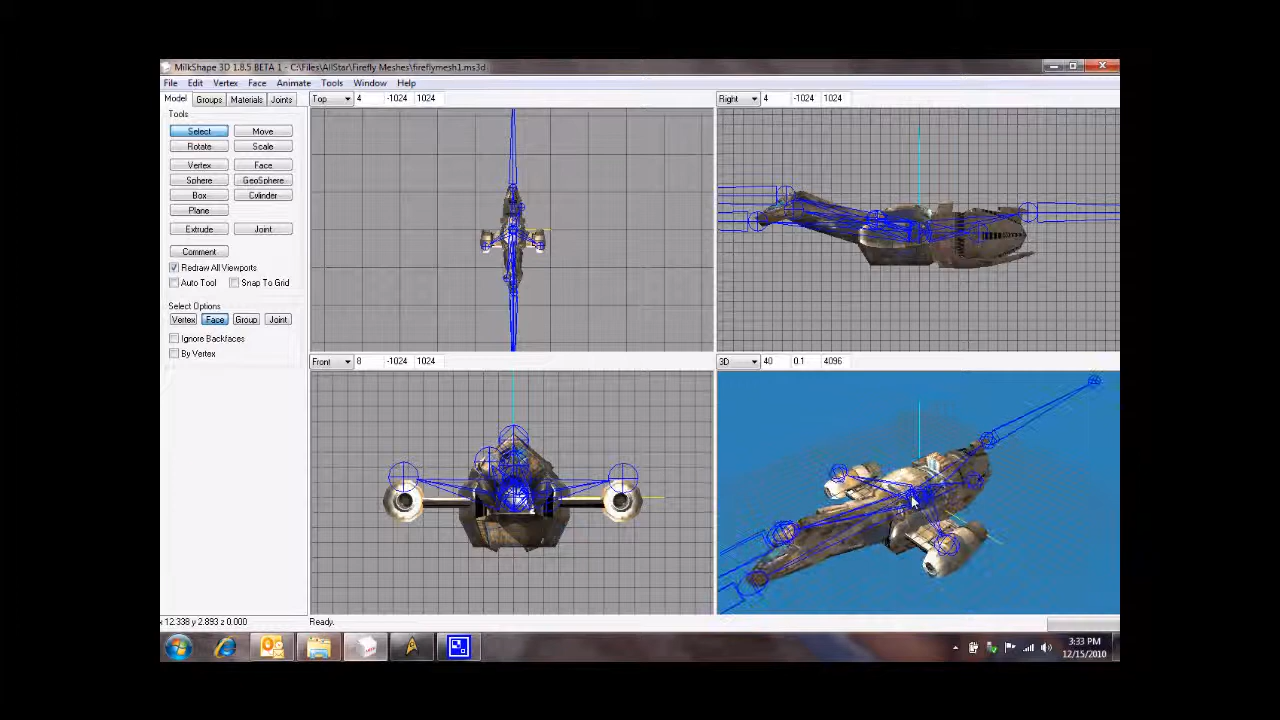 MilkShape 3D 1.8.5 BETA 1 - C:\Files\AllStar\Firefly Meshes\fireflymesh1.ms3d
File Edit Vertex Face Animate Tools Window Help
Model Groups Materials Joints
Top 4 -1024 1024
Right 4 -1024 1024
Tools
Select Move
Rotate Scale
Vertex Face
Sphere GeoSphere
Box Cylinder
Plane
Extrude Joint
Comment
Redraw All Viewports
Auto Tool Snap To Grid
Select Options
Vertex Face Group Joint
Ignore Backfaces
By Vertex
Front 8 -1024 1024
3D 40 0.1 4096
x 12.338 y 2.893 z 0.000 Ready.
3:33 PM
12/15/2010